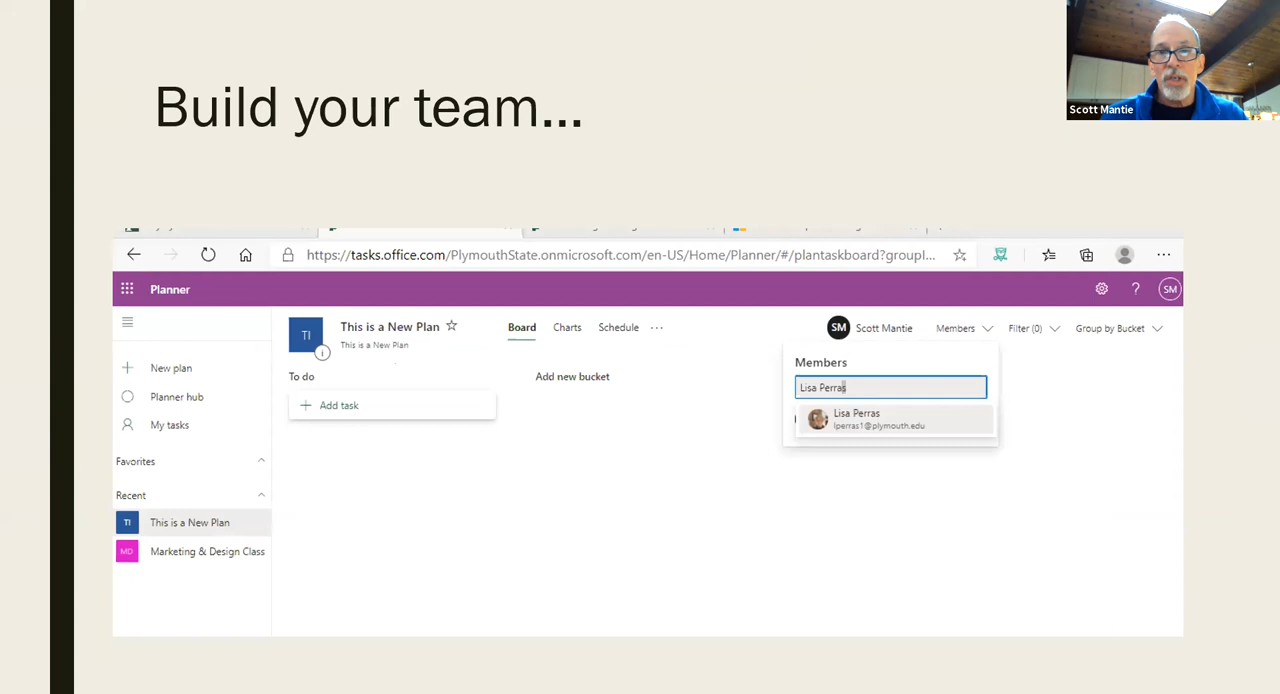 Build your team...
Scott Mantie
https://tasks.office.com/PlymouthState.onmicrosoft.com/en-US/Home/Planner/#/plantaskboard?groupI...
Planner
?
SM
TI
This is a New Plan
This is a New Plan
Board
Charts
Schedule
SM
Scott Mantie
Members
Filter (0)
Group by Bucket
New plan
Planner hub
My tasks
Favorites
Recent
TI This is a New Plan
MD Marketing & Design Class
To do
Add task
Add new bucket
Members
Lisa Perras
Lisa Perras
lperras1@plymouth.edu